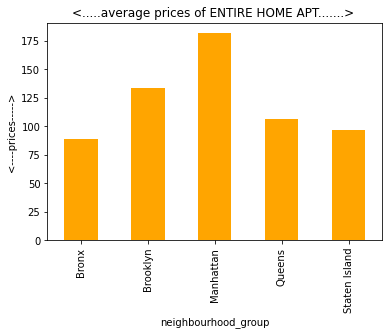 <.....average prices of ENTIRE HOME APT.......>
<----prices----->
175
150
125
100
75
50
25
0
Bronx
Brooklyn
Manhattan
Queens
Staten Island
neighbourhood_group